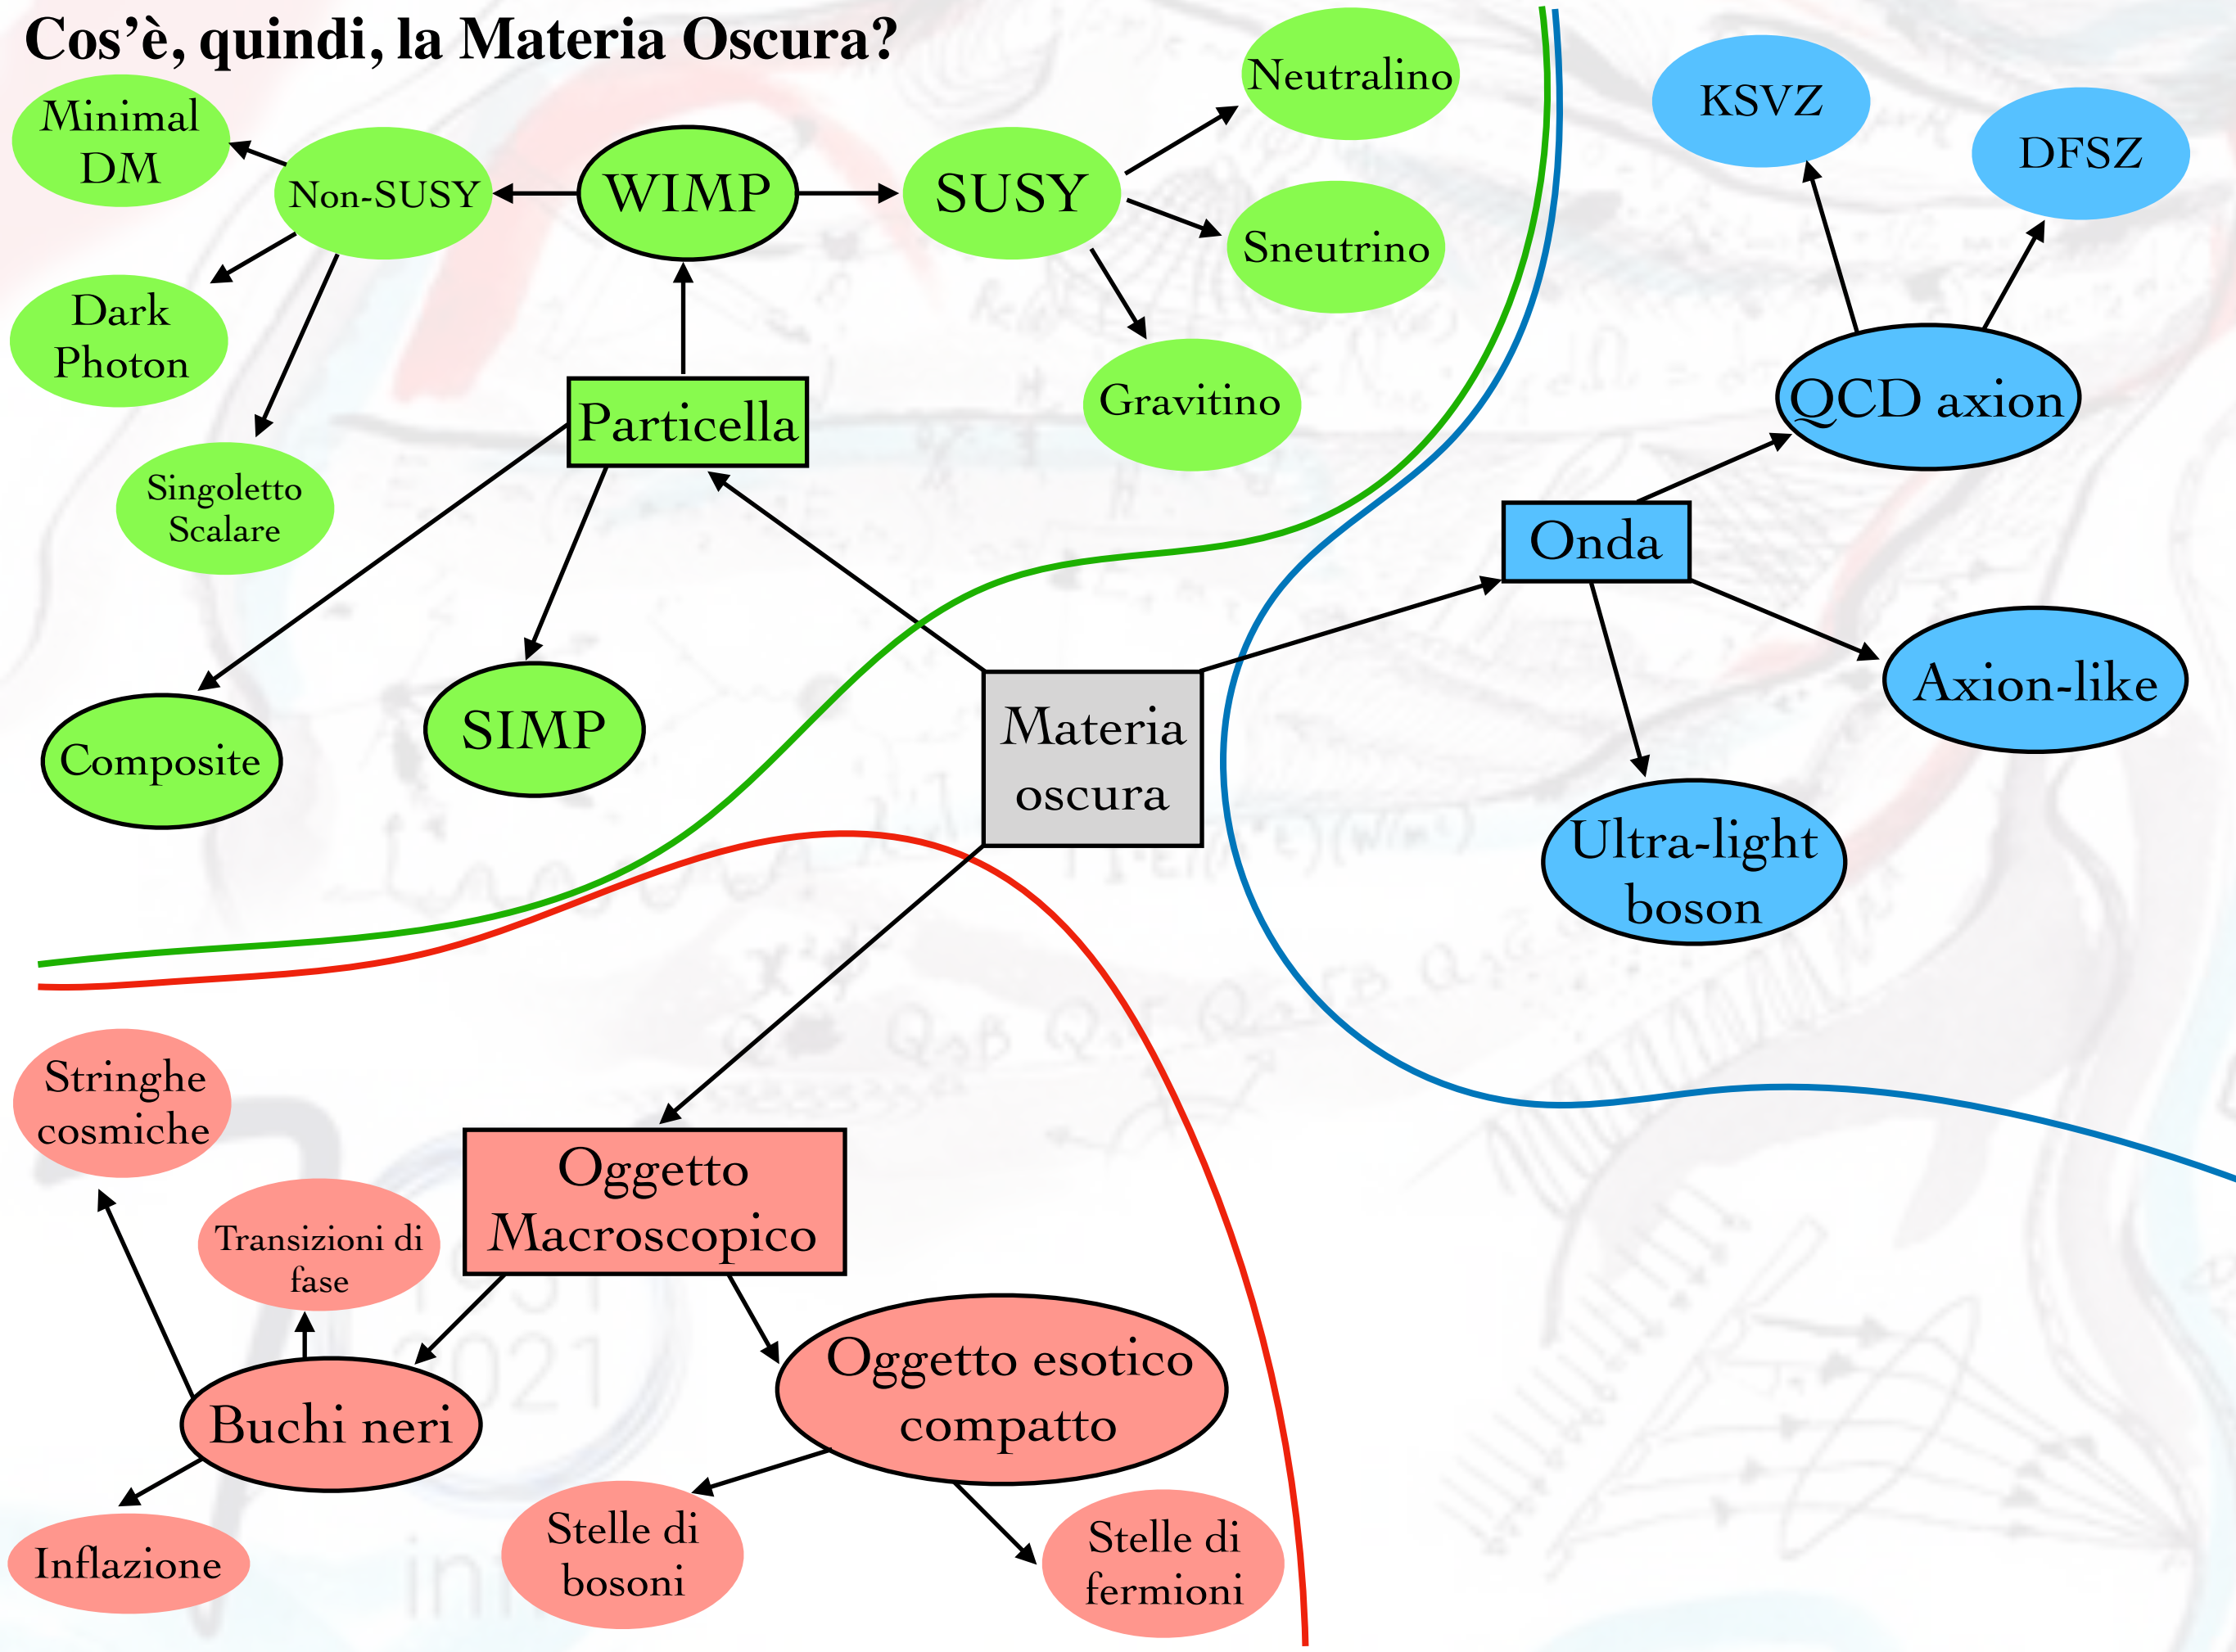 Cos’è, quindi, la Materia Oscura?
Minimal
DM
Non-SUSY
WIMP
SUSY
Neutralino
Sneutrino
Gravitino
Dark
Photon
Singoletto
Scalare
Particella
Composite
SIMP
KSVZ
DFSZ
QCD axion
Onda
Axion-like
Ultra-light
boson
Materia
oscura
Stringhe
cosmiche
Transizioni di
fase
Oggetto
Macroscopico
Buchi neri
Oggetto esotico
compatto
Inflazione
Stelle di
bosoni
Stelle di
fermioni
2021